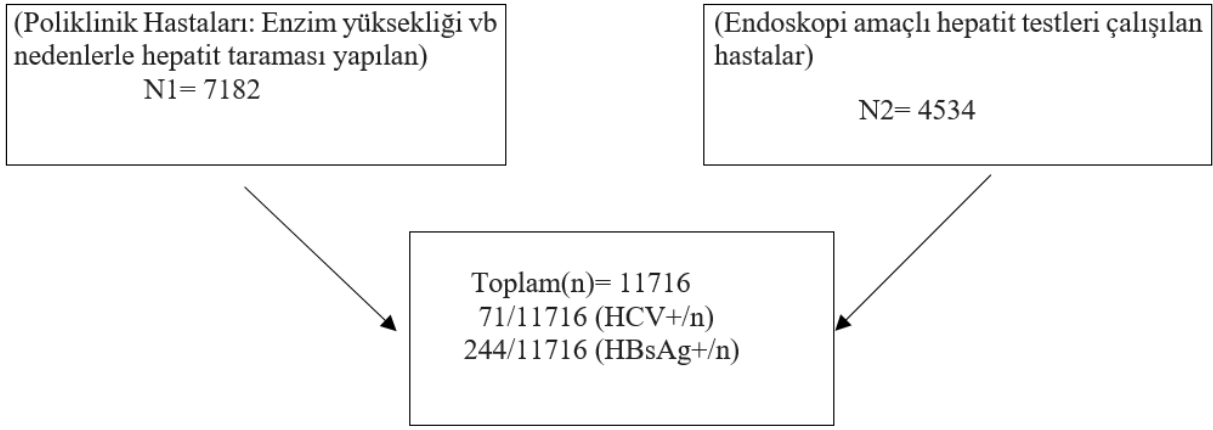 (Poliklinik Hastaları: Enzim yüksekliği vb
nedenlerle hepatit taraması yapılan)
N1= 7182
(Endoskopi amaçlı hepatit testleri çalışılan
hastalar)
N2= 4534
Toplam(n)= 11716
71/11716 (HCV+/n)
244/11716 (HBsAg+/n)